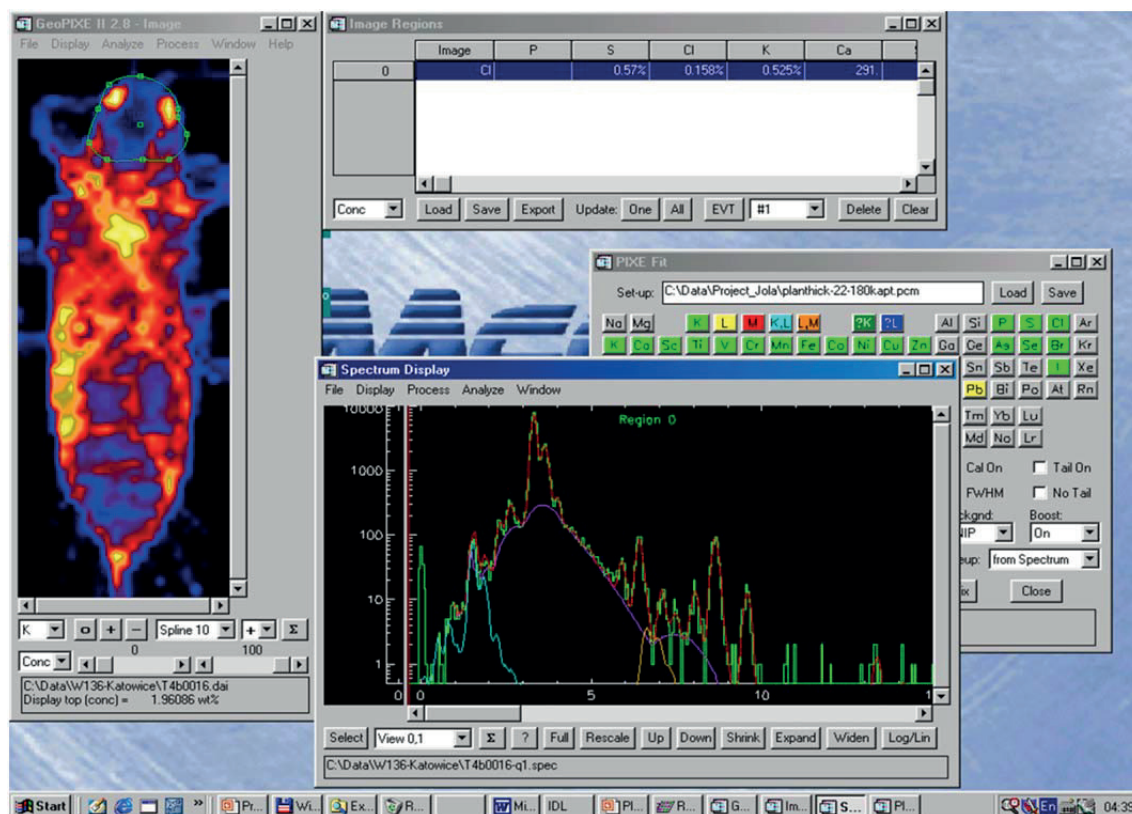 GeoPIXE II 2.8 - Image
File Display Analyze Process Window Help
K o + − Spline 10 + Σ
0 100
Conc
C:\Data\W136-Katowice\T4b0016.dai
Display top (conc) = 1.96086 wt%
Image Regions
Image P S Cl K Ca
0 Cl 0.57% 0.158% 0.525% 291.
Conc Load Save Export Update: One All EVT #1 Delete Clear
PIXE Fit
Set-up: C:\Data\Project_Jola\planthick-22-180kapt.pcm Load Save
Na Mg K L M K,L L,M ?K ?L Al Si P S Cl Ar
K Ca Sc Ti V Cr Mn Fe Co Ni Cu Zn Ga Ge As Se Br Kr
Sn Sb Te I Xe
Pb Bi Po At Rn
Tm Yb Lu
Md No Lr
Cal On Tail On
FWHM No Tail
Boost:
On
from Spectrum
Close
Spectrum Display
File Display Process Analyze Window
Region 0
10000
1000
100
10
1
0 0 5 10
Select View 0,1 Σ ? Full Rescale Up Down Shrink Expand Widen Log/Lin
C:\Data\W136-Katowice\T4b0016-q1.spec
Start » Pr... Wi... Ex... R... Mi... IDL Pl... R... G... Im... S... Pl... En 04:39